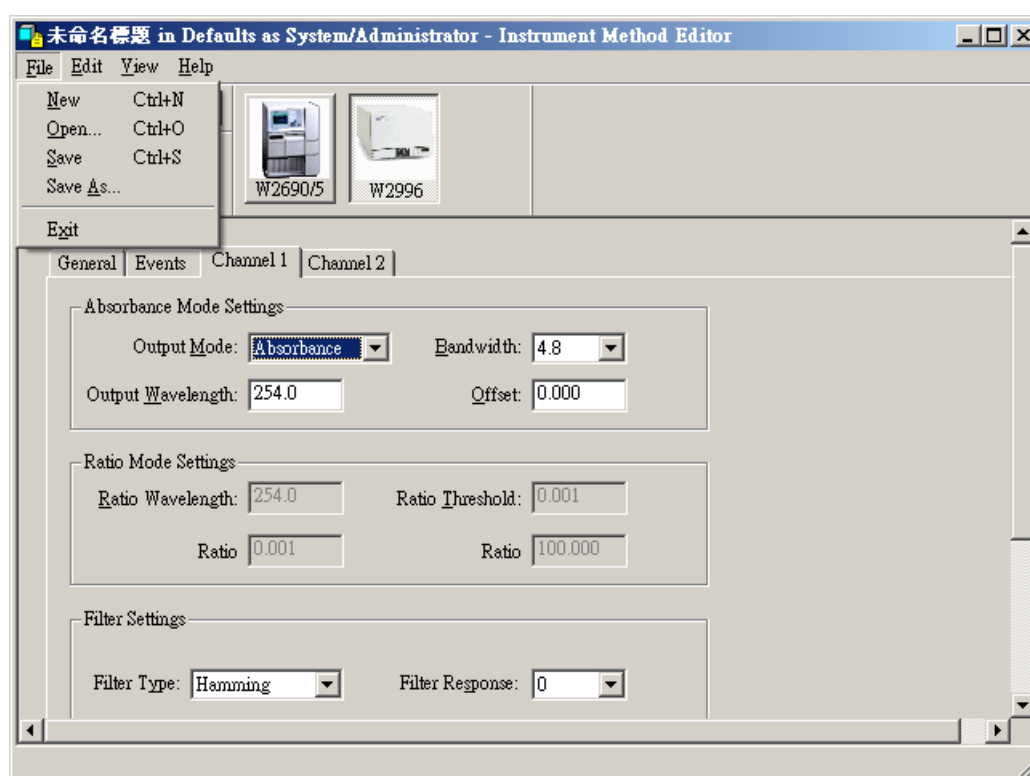 未命名標題 in Defaults as System/Administrator - Instrument Method Editor
File Edit View Help
New Ctrl+N
Open... Ctrl+O
Save Ctrl+S
Save As...
Exit
W2690/5 W2996
General Events Channel 1 Channel 2
Absorbance Mode Settings
Output Mode: Absorbance Bandwidth: 4.8
Output Wavelength: 254.0 Offset: 0.000
Ratio Mode Settings
Ratio Wavelength: 254.0 Ratio Threshold: 0.001
Ratio 0.001 Ratio 100.000
Filter Settings
Filter Type: Hamming Filter Response: 0